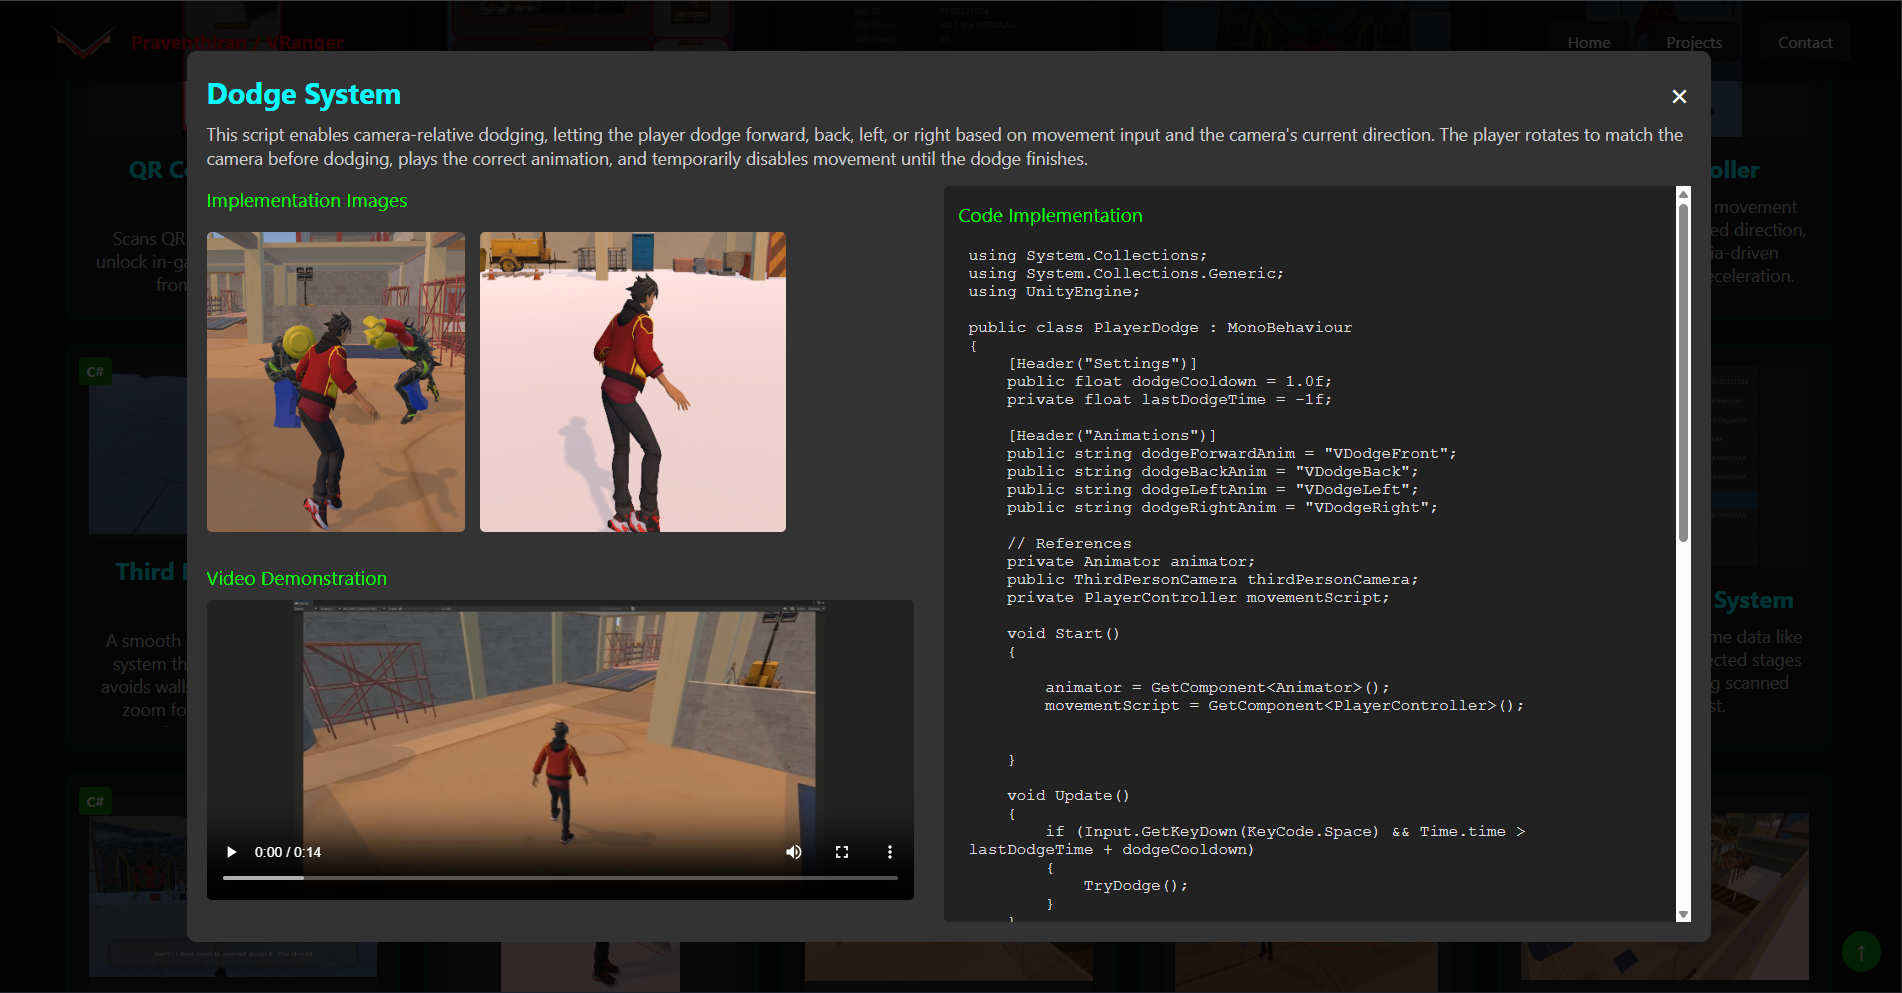 Praven
Ranger
Home
Projects
Contact
Dodge System
✕
This script enables camera-relative dodging, letting the player dodge forward, back, left, or right based on movement input and the camera's current direction. The player rotates to match the
camera before dodging, plays the correct animation, and temporarily disables movement until the dodge finishes.
Implementation Images
Video Demonstration
0:00 / 0:14
Code Implementation
using System.Collections;
using System.Collections.Generic;
using UnityEngine;
public class PlayerDodge : MonoBehaviour
{
[Header("Settings")]
public float dodgeCooldown = 1.0f;
private float lastDodgeTime = -1f;
[Header("Animations")]
public string dodgeForwardAnim = "VDodgeFront";
public string dodgeBackAnim = "VDodgeBack";
public string dodgeLeftAnim = "VDodgeLeft";
public string dodgeRightAnim = "VDodgeRight";
// References
private Animator animator;
public ThirdPersonCamera thirdPersonCamera;
private PlayerController movementScript;
void Start()
{
animator = GetComponent<Animator>();
movementScript = GetComponent<PlayerController>();
}
void Update()
{
if (Input.GetKeyDown(KeyCode.Space) && Time.time >
lastDodgeTime + dodgeCooldown)
{
TryDodge();
}
QR C
Scans QR
unlock in-ga
from
C#
Third
A smooth
system th
avoids walls
zoom fo
C#
oller
movement
ed direction,
ia-driven
celeration.
System
me data like
ected stages
g scanned
st.
↑